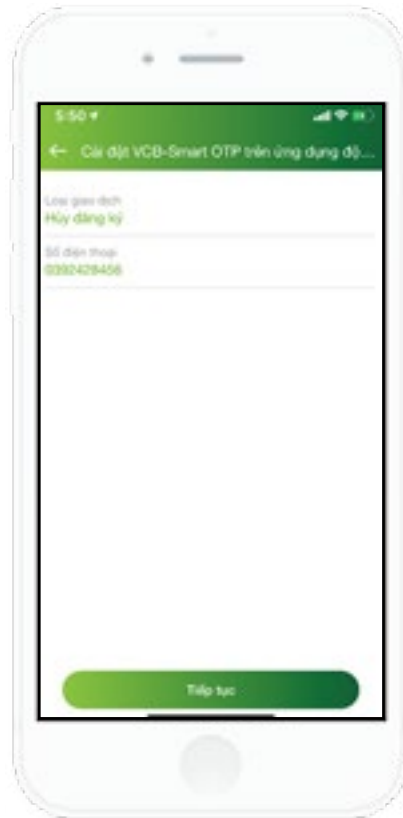 5:50
← Cài đặt VCB-Smart OTP trên ứng dụng độ...
Loại giao dịch
Hủy đăng ký
Số điện thoại
0392429456
Tiếp tục